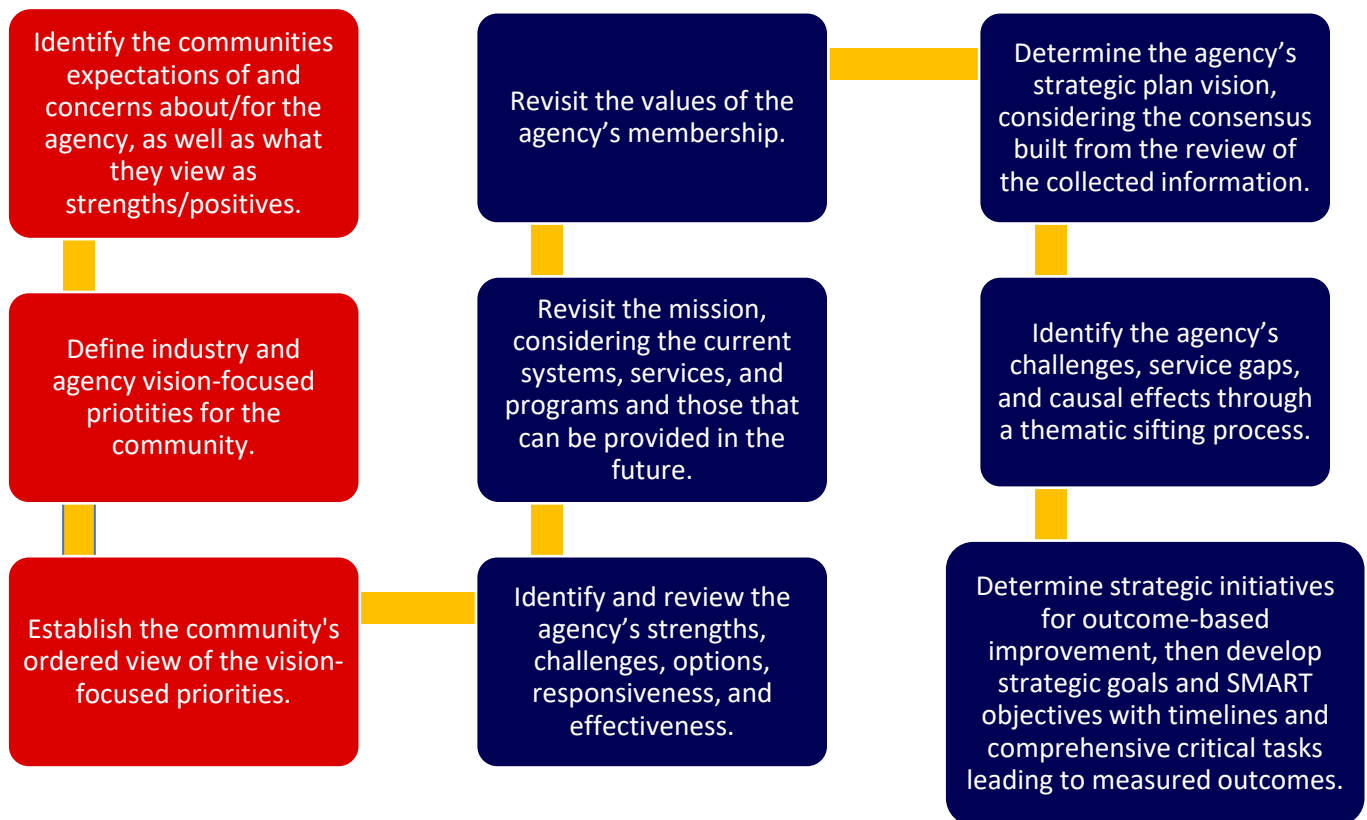 Identify the communities
expectations of and
concerns about/for the
agency, as well as what
they view as
strengths/positives.
Define industry and
agency vision-focused
priotities for the
community.
Establish the community's
ordered view of the vision-
focused priorities.
Identify and review the
agency’s strengths,
challenges, options,
responsiveness, and
effectiveness.
Revisit the mission,
considering the current
systems, services, and
programs and those that
can be provided in the
future.
Revisit the values of the
agency’s membership.
Determine the agency’s
strategic plan vision,
considering the consensus
built from the review of
the collected information.
Identify the agency’s
challenges, service gaps,
and causal effects through
a thematic sifting process.
Determine strategic initiatives
for outcome-based
improvement, then develop
strategic goals and SMART
objectives with timelines and
comprehensive critical tasks
leading to measured outcomes.